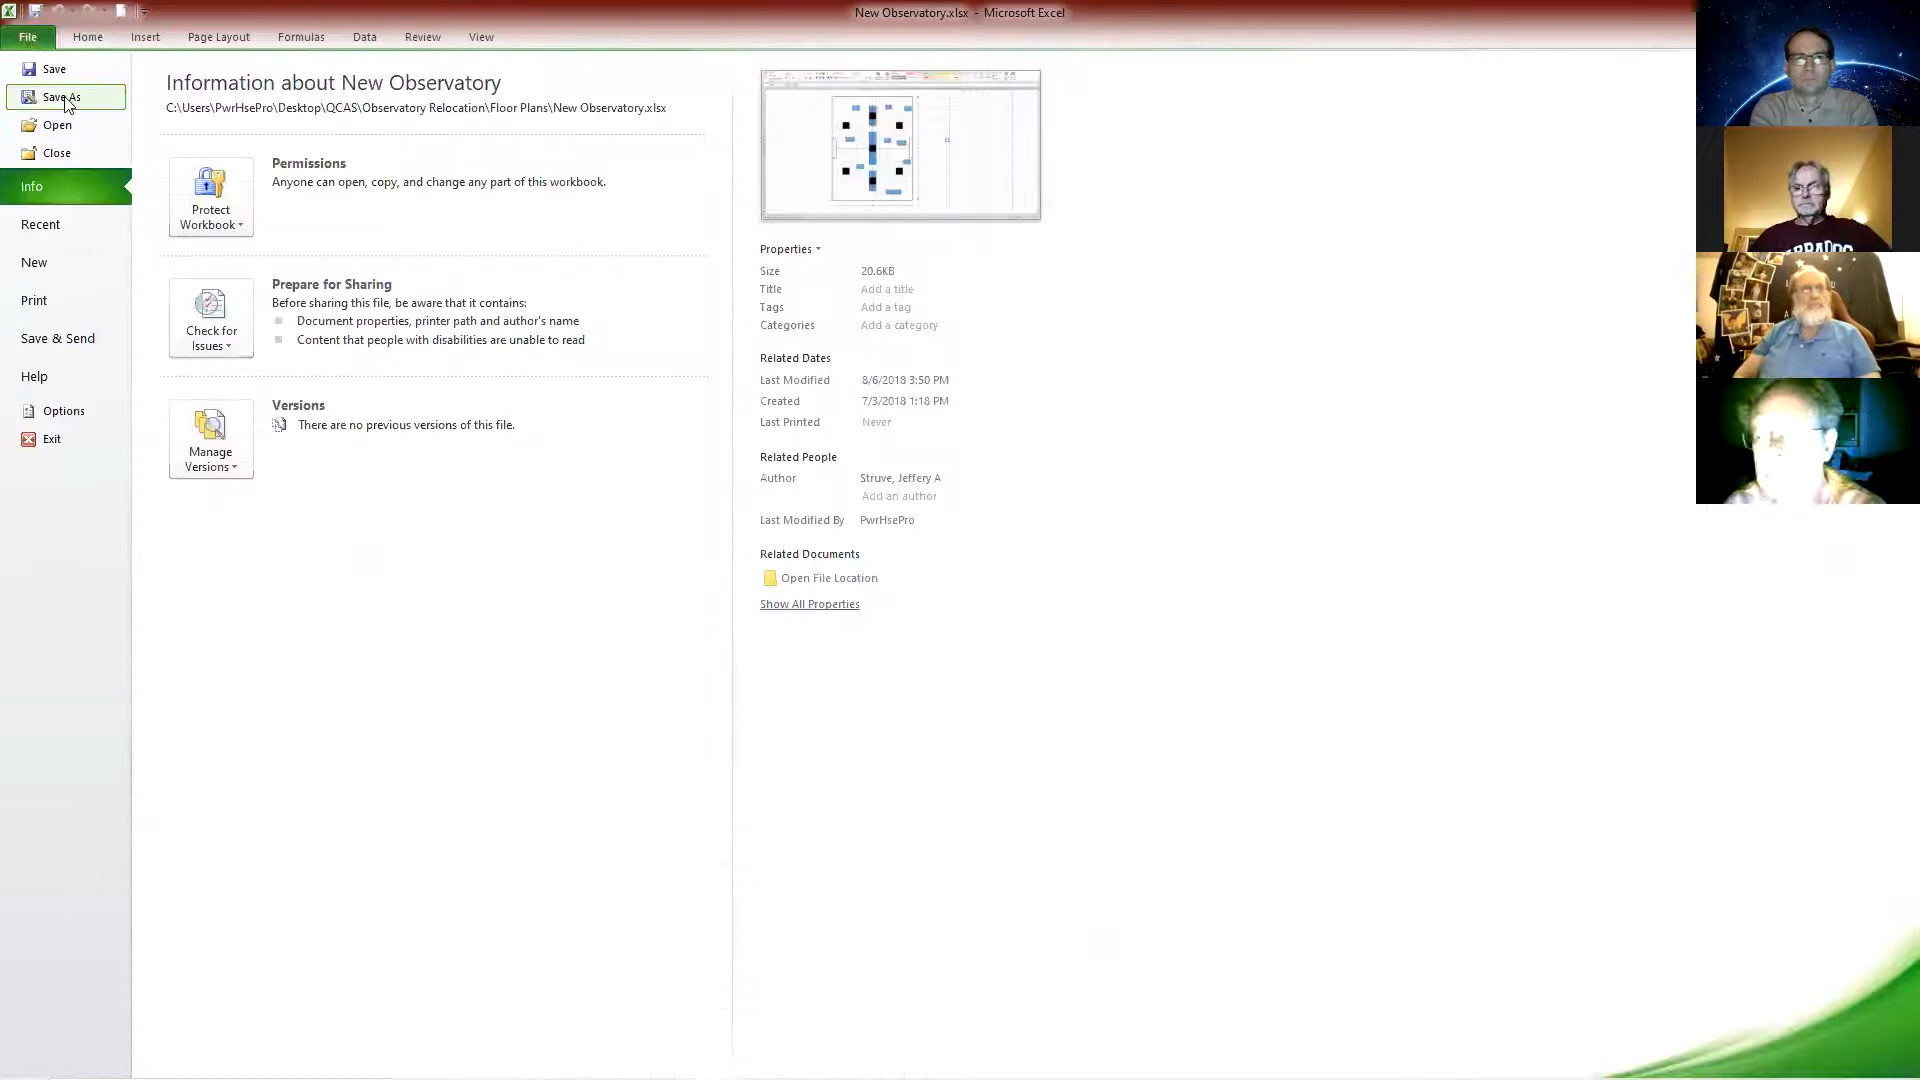 New Observatory.xlsx - Microsoft Excel
File Home Insert Page Layout Formulas Data Review View
Save
Save As
Open
Close
Info
Recent
New
Print
Save & Send
Help
Options
Exit
Information about New Observatory
C:\Users\PwrHsePro\Desktop\QCAS\Observatory Relocation\Floor Plans\New Observatory.xlsx
Protect
Workbook
Permissions
Anyone can open, copy, and change any part of this workbook.
Check for
Issues
Prepare for Sharing
Before sharing this file, be aware that it contains:
Document properties, printer path and author's name
Content that people with disabilities are unable to read
Manage
Versions
Versions
There are no previous versions of this file.
Properties
Size 20.6KB
Title Add a title
Tags Add a tag
Categories Add a category
Related Dates
Last Modified 8/6/2018 3:50 PM
Created 7/3/2018 1:18 PM
Last Printed Never
Related People
Author Struve, Jeffery A
Add an author
Last Modified By PwrHsePro
Related Documents
Open File Location
Show All Properties